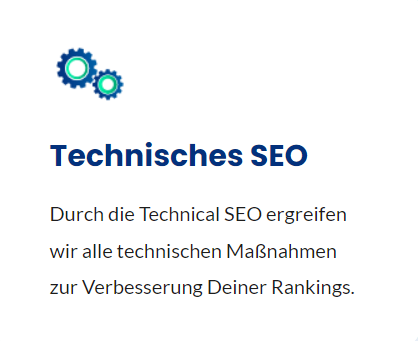 Technisches SEO
Durch die Technical SEO ergreifen
wir alle technischen Maßnahmen
zur Verbesserung Deiner Rankings.